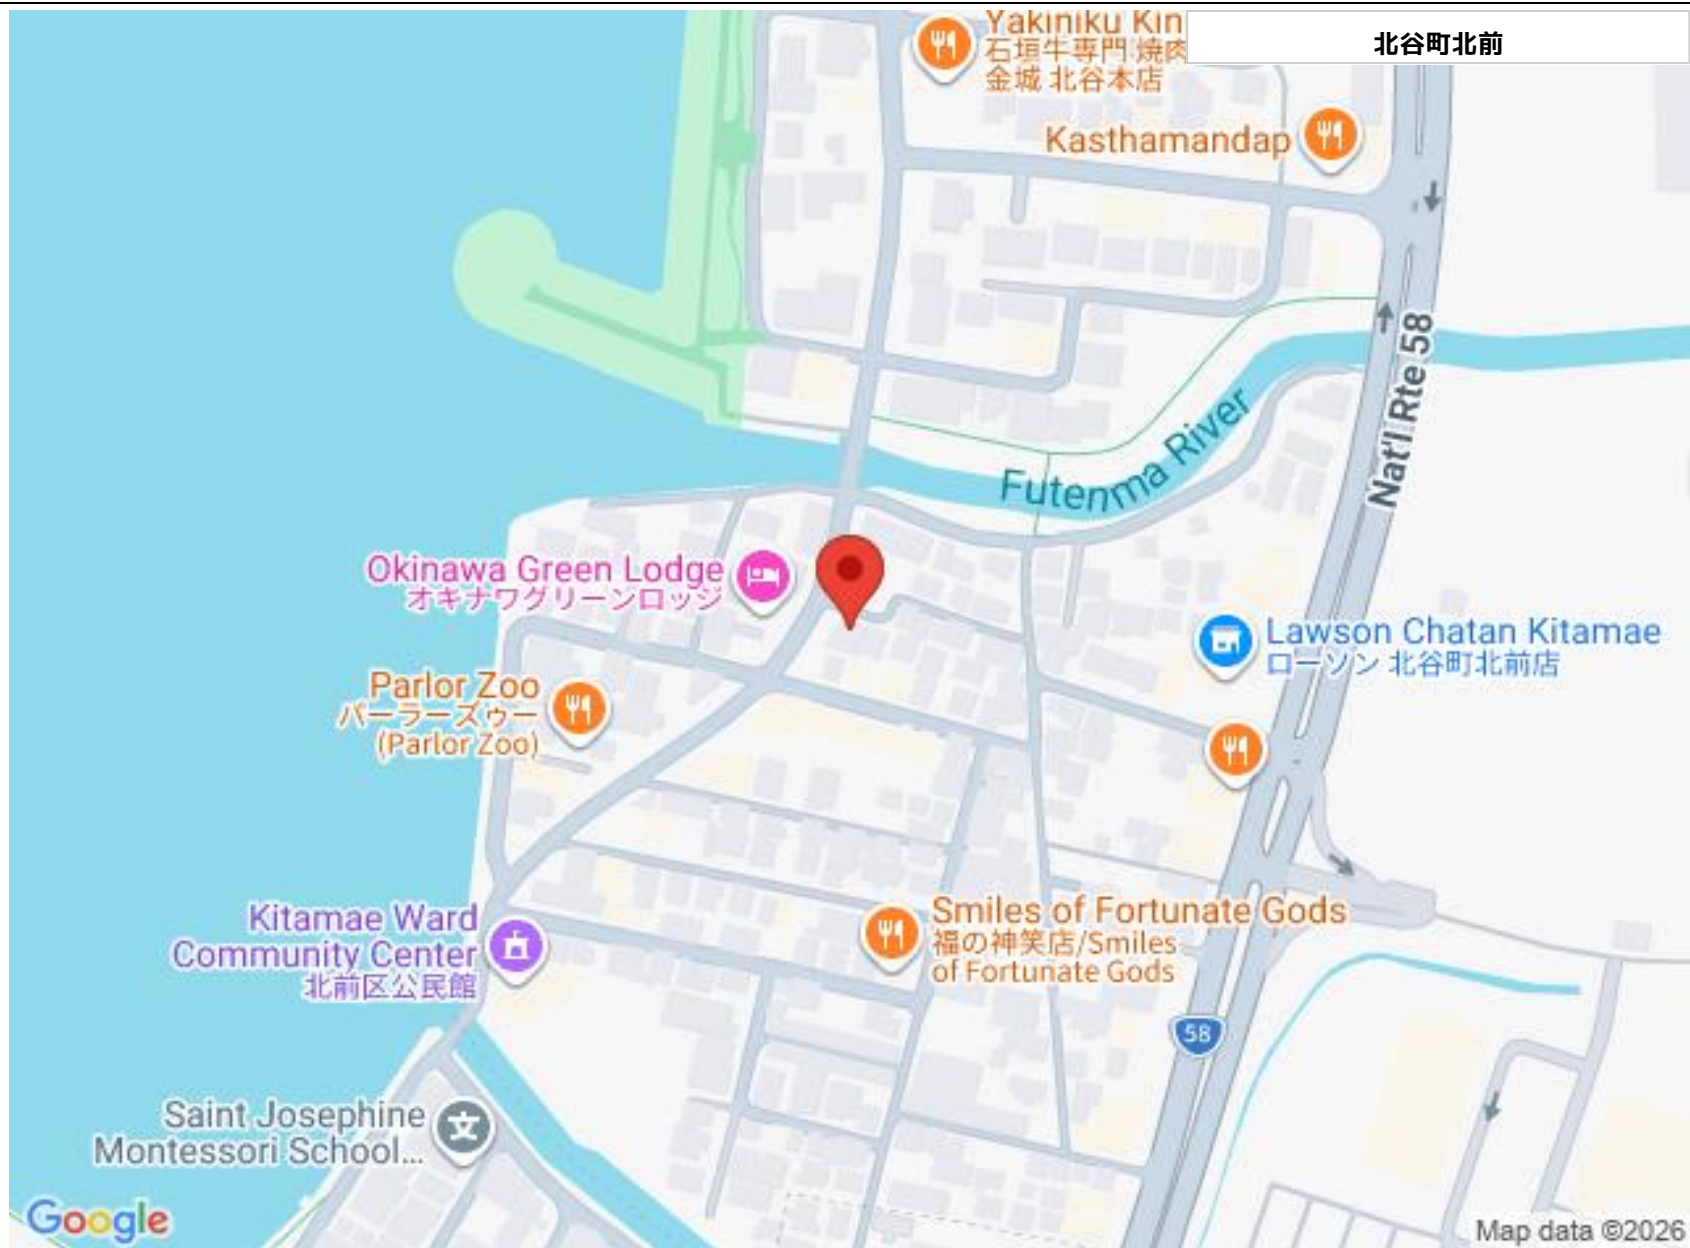 Yakiniku Kin
石垣牛専門 焼肉
金城 北谷本店
北谷町北前
Kasthamandap
Nat'l Rte 58
Futenma River
Okinawa Green Lodge
オキナワグリーンロッジ
Lawson Chatan Kitamae
ローソン 北谷町北前店
Parlor Zoo
パーラーズゥー
(Parlor Zoo)
Kitamae Ward
Community Center
北前区公民館
Smiles of Fortunate Gods
福の神笑店/Smiles
of Fortunate Gods
58
Saint Josephine
Montessori School...
文
Google
Map data ©2026